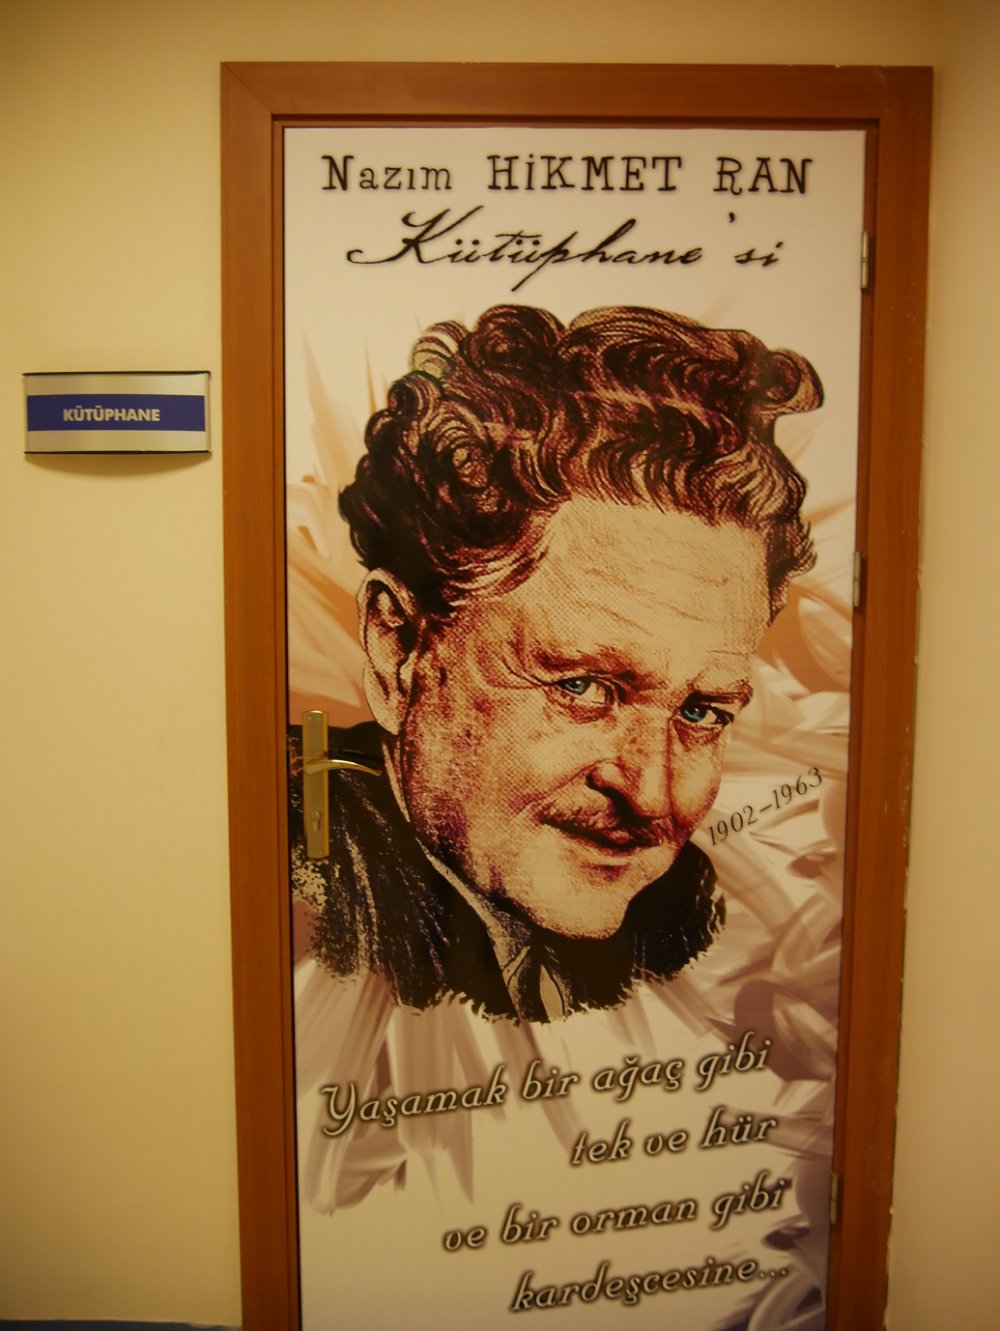 Nazım HİKMET RAN
Kütüphane'si
KÜTÜPHANE
1902-1963
Yaşamak bir ağaç gibi
tek ve hür
ve bir orman gibi
kardeşcesine...